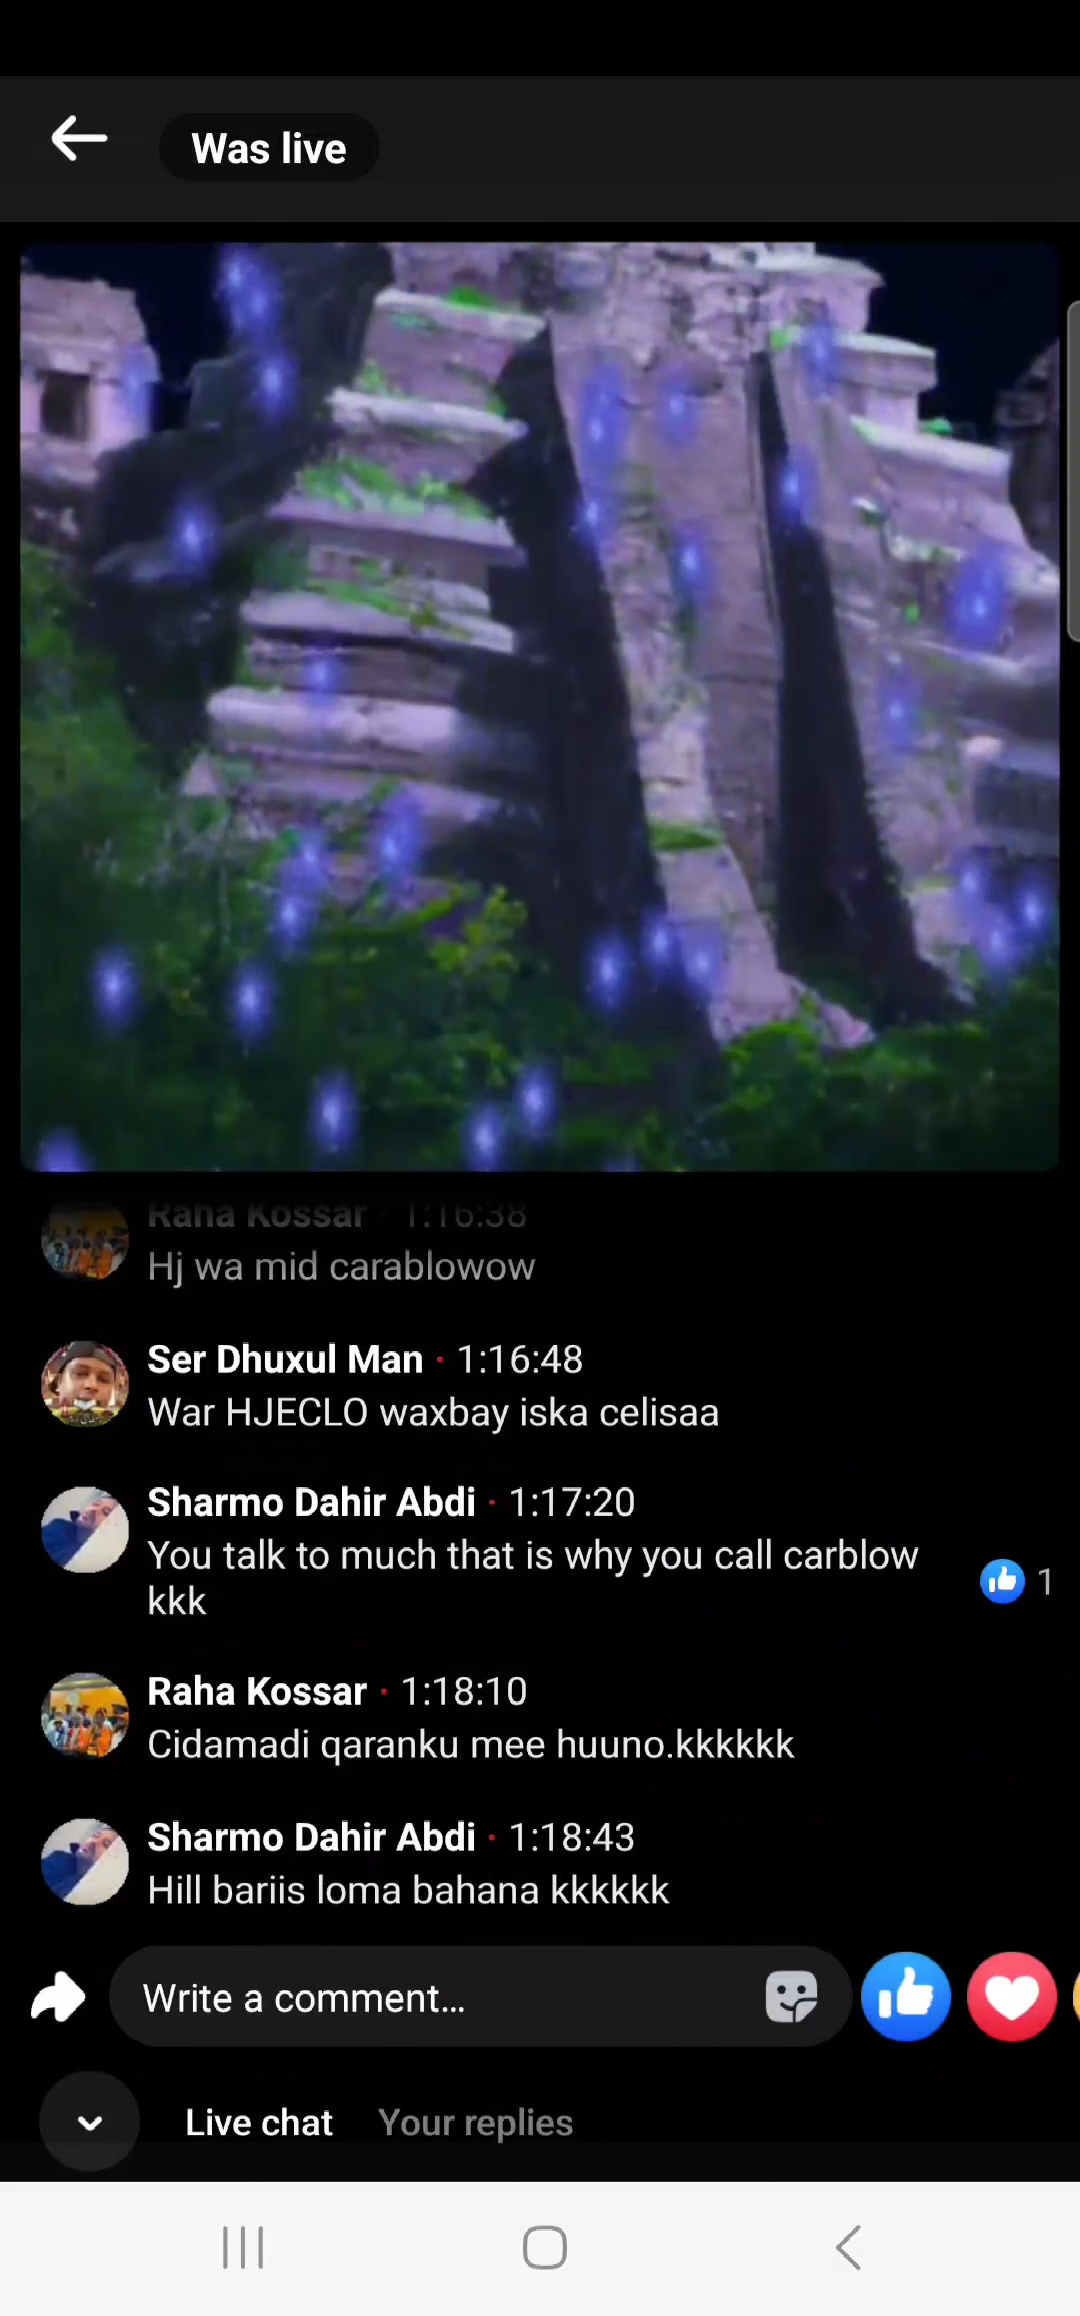 Was live
Raha Kossar · 1:16:38
Hj wa mid carablowow
Ser Dhuxul Man · 1:16:48
War HJECLO waxbay iska celisaa
Sharmo Dahir Abdi · 1:17:20
You talk to much that is why you call carblow
kkk
1
Raha Kossar · 1:18:10
Cidamadi qaranku mee huuno.kkkkkk
Sharmo Dahir Abdi · 1:18:43
Hill bariis loma bahana kkkkkk
Write a comment...
Live chat Your replies